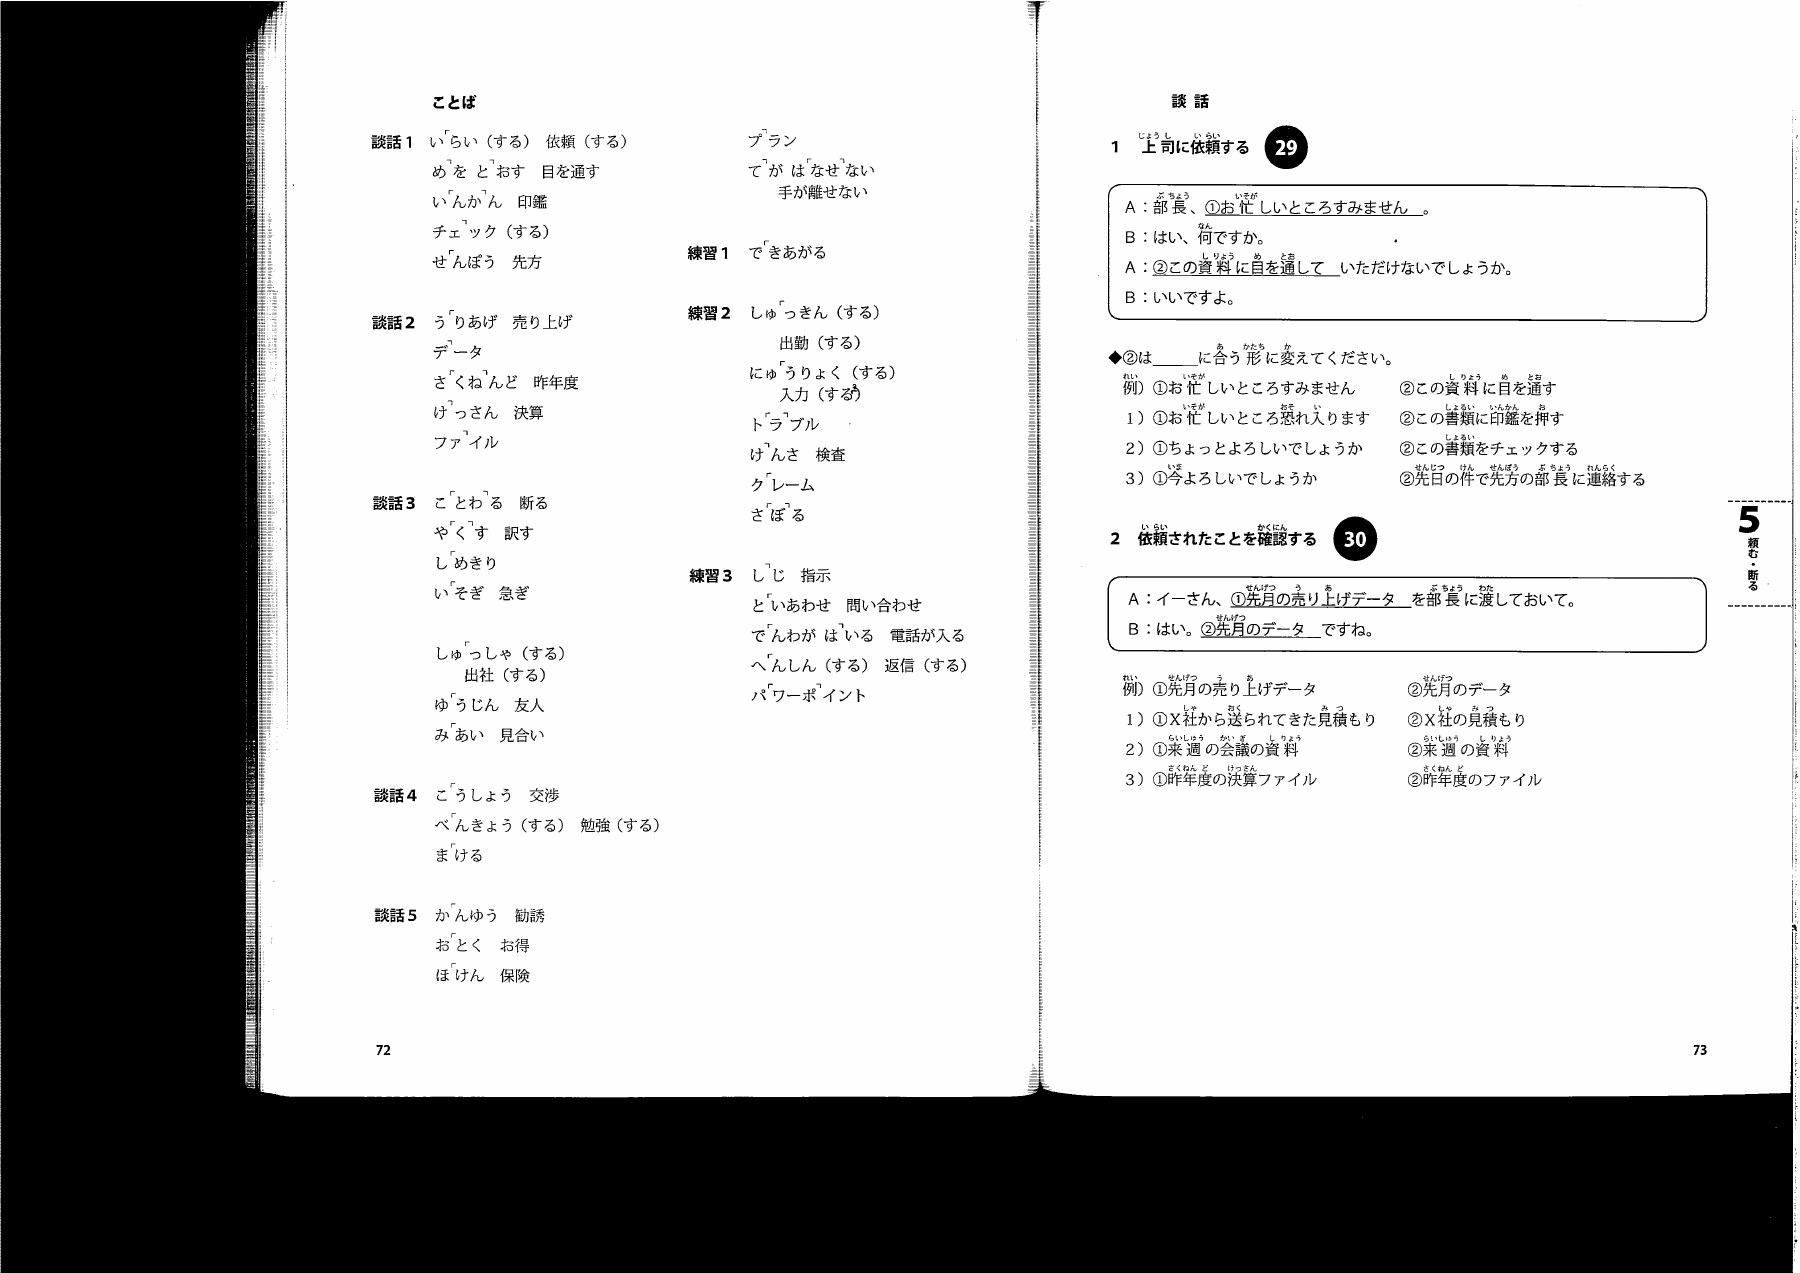 ことば
談話1 いらい（する） 依頼（する）
めを とおす 目を通す
いんかん 印鑑
チェック（する）
せんぽう 先方
談話2 うりあげ 売り上げ
データ
さくねんど 昨年度
けっさん 決算
ファイル
談話3 ことわる 断る
やくす 訳す
しめきり
いそぎ 急ぎ
しゅっしゃ（する）
出社（する）
ゆうじん 友人
みあい 見合い
談話4 こうしょう 交渉
べんきょう（する） 勉強（する）
まける
談話5 かんゆう 勧誘
おとく お得
ほけん 保険
プラン
てが はなせない
手が離せない
練習1 できあがる
練習2 しゅっきん（する）
出勤（する）
にゅうりょく（する）
入力（する）
トラブル
けんさ 検査
クレーム
さぼる
練習3 しじ 指示
といあわせ 問い合わせ
でんわが はいる 電話が入る
へんしん（する） 返信（する）
パワーポイント
72
談話
1 上司に依頼する 29
A：部長、①お忙しいところすみません。
B：はい、何ですか。
A：②この資料に目を通して いただけないでしょうか。
B：いいですよ。
◆②は＿＿＿に合う形に変えてください。
例）①お忙しいところすみません ②この資料に目を通す
1）①お忙しいところ恐れ入ります ②この書類に印鑑を押す
2）①ちょっとよろしいでしょうか ②この書類をチェックする
3）①今よろしいでしょうか ②先日の件で先方の部長に連絡する
2 依頼されたことを確認する 30
A：イーさん、①先月の売り上げデータ を部長に渡しておいて。
B：はい。②先月のデータ ですね。
例）①先月の売り上げデータ ②先月のデータ
1）①X社から送られてきた見積もり ②X社の見積もり
2）①来週の会議の資料 ②来週の資料
3）①昨年度の決算ファイル ②昨年度のファイル
5
頼む・断る
73